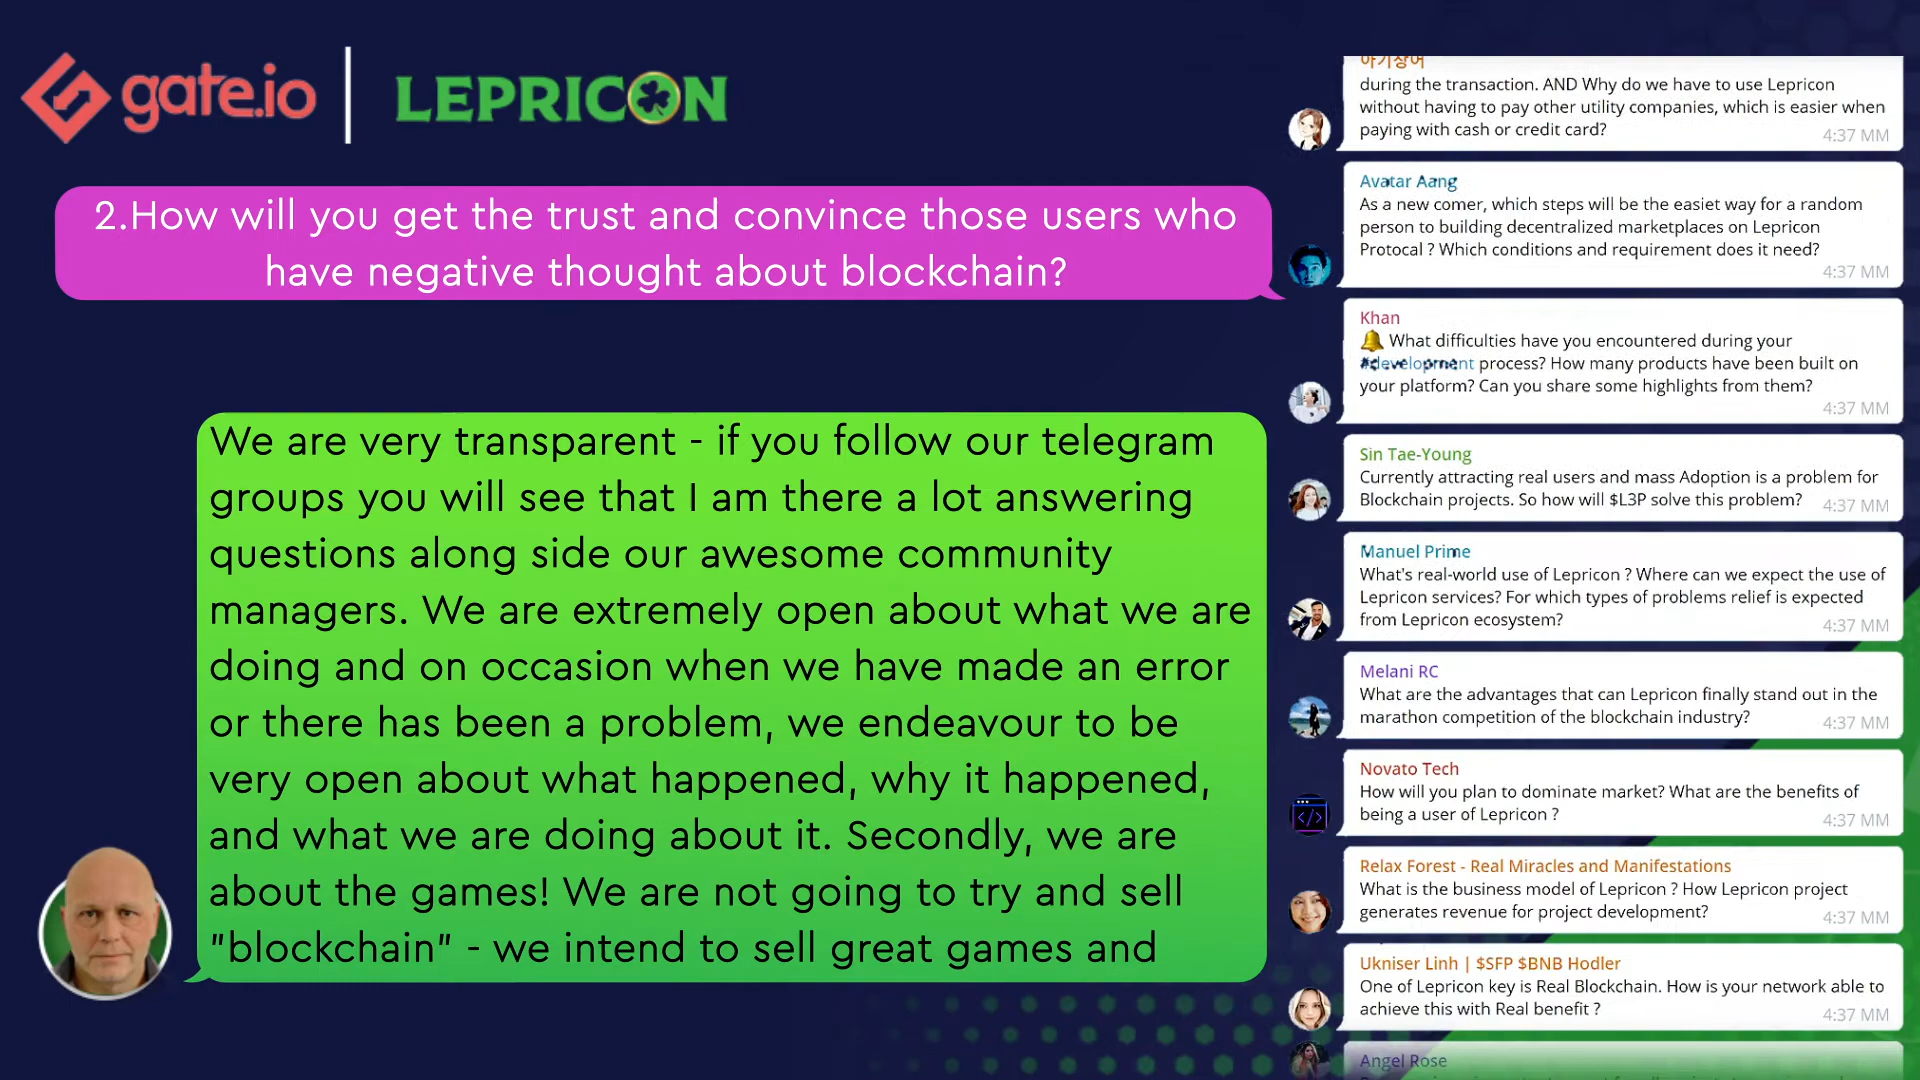 gate.io
LEPRICON
2.How will you get the trust and convince those users who
have negative thought about blockchain?
We are very transparent - if you follow our telegram
groups you will see that I am there a lot answering
questions along side our awesome community
managers. We are extremely open about what we are
doing and on occasion when we have made an error
or there has been a problem, we endeavour to be
very open about what happened, why it happened,
and what we are doing about it. Secondly, we are
about the games! We are not going to try and sell
"blockchain" - we intend to sell great games and
아기상어
during the transaction. AND Why do we have to use Lepricon
without having to pay other utility companies, which is easier when
paying with cash or credit card?
4:37 MM
Avatar Aang
As a new comer, which steps will be the easiet way for a random
person to building decentralized marketplaces on Lepricon
Protocal ? Which conditions and requirement does it need?
4:37 MM
Khan
🔔 What difficulties have you encountered during your
#development process? How many products have been built on
your platform? Can you share some highlights from them?
4:37 MM
Sin Tae-Young
Currently attracting real users and mass Adoption is a problem for
Blockchain projects. So how will $L3P solve this problem?
4:37 MM
Manuel Prime
What's real-world use of Lepricon ? Where can we expect the use of
Lepricon services? For which types of problems relief is expected
from Lepricon ecosystem?
4:37 MM
Melani RC
What are the advantages that can Lepricon finally stand out in the
marathon competition of the blockchain industry?
4:37 MM
Novato Tech
How will you plan to dominate market? What are the benefits of
being a user of Lepricon ?
4:37 MM
Relax Forest - Real Miracles and Manifestations
What is the business model of Lepricon ? How Lepricon project
generates revenue for project development?
4:37 MM
Ukniser Linh | $SFP $BNB Hodler
One of Lepricon key is Real Blockchain. How is your network able to
achieve this with Real benefit ?
4:37 MM
Angel Rose